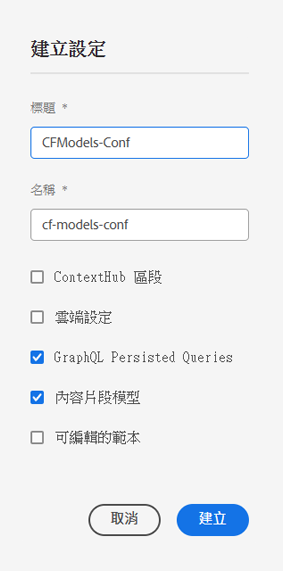 建立設定
標題 *
CFModels-Conf
名稱 *
cf-models-conf
ContextHub 區段
雲端設定
GraphQL Persisted Queries
內容片段模型
可編輯的範本
取消 建立